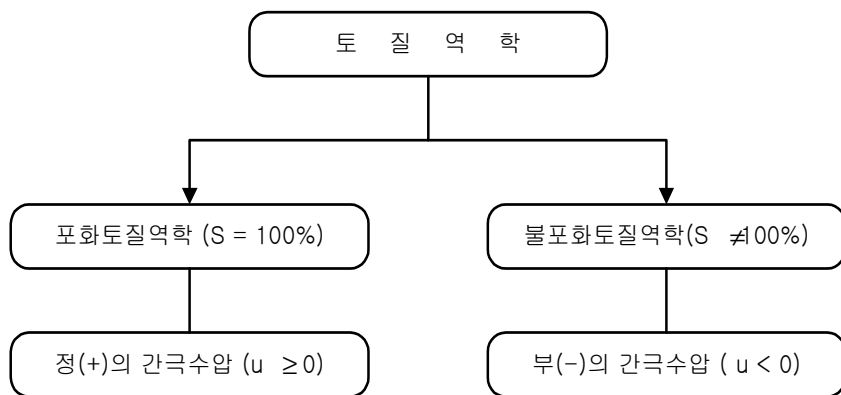 토 질 역 학
포화토질역학 (S = 100%)
불포화토질역학(S ≠100%)
정(+)의 간극수압 (u ≥0)
부(-)의 간극수압 ( u < 0)